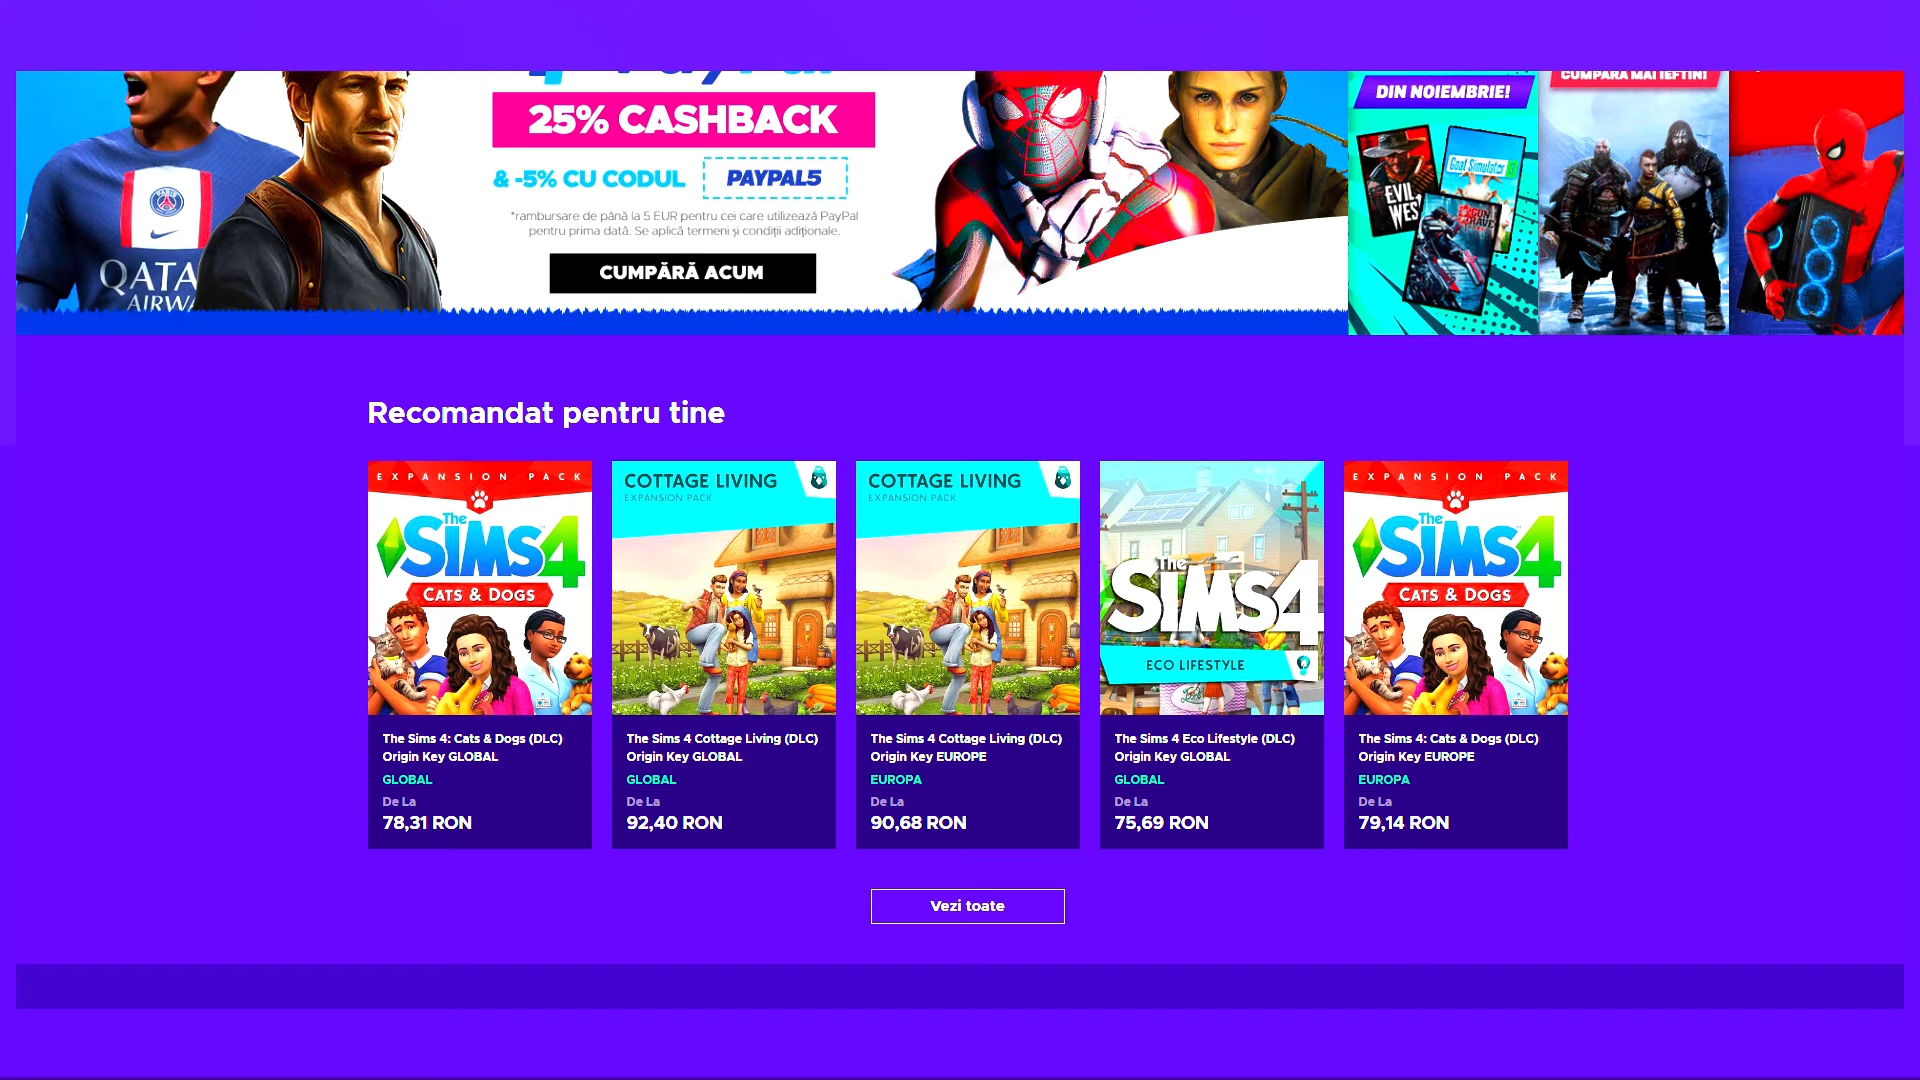 PayPal
25% CASHBACK
& -5% CU CODUL PAYPAL5
*rambursare de până la 5 EUR pentru cei care utilizează PayPal
pentru prima dată. Se aplică termeni și condiții adiționale.
CUMPĂRĂ ACUM
PARIS
QATA
AIRWA
DIN NOIEMBRIE!
EVIL
WES
Goat Simulator
GUN
GRAVE
CUMPĂRĂ MAI IEFTIN!
Recomandat pentru tine
EXPANSION PACK
The
SIMS 4
CATS & DOGS
The Sims 4: Cats & Dogs (DLC)
Origin Key GLOBAL
GLOBAL
De La
78,31 RON
COTTAGE LIVING
EXPANSION PACK
The Sims 4 Cottage Living (DLC)
Origin Key GLOBAL
GLOBAL
De La
92,40 RON
COTTAGE LIVING
EXPANSION PACK
The Sims 4 Cottage Living (DLC)
Origin Key EUROPE
EUROPA
De La
90,68 RON
The
SIMS 4
ECO LIFESTYLE
The Sims 4 Eco Lifestyle (DLC)
Origin Key GLOBAL
GLOBAL
De La
75,69 RON
EXPANSION PACK
The
SIMS 4
CATS & DOGS
The Sims 4: Cats & Dogs (DLC)
Origin Key EUROPE
EUROPA
De La
79,14 RON
Vezi toate